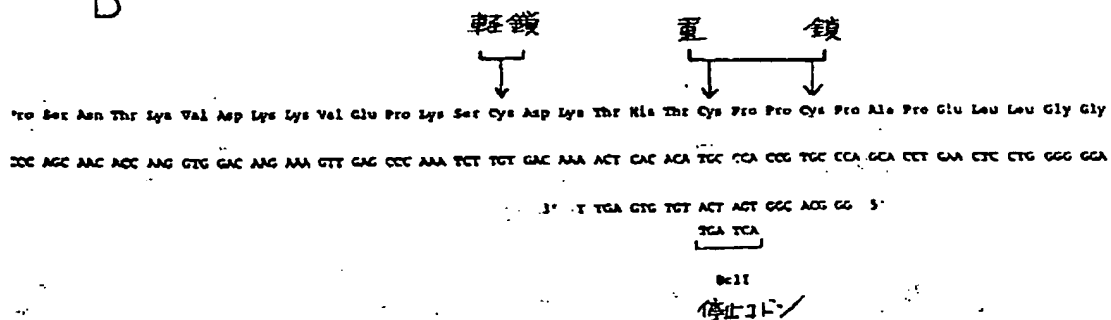 B
軽鎖 重 鎖
Pro Ser Asn Thr Lys Val Asp Lys Lys Val Glu Pro Lys Ser Cys Asp Lys Thr His Thr Cys Pro Pro Cys Pro Ala Pro Glu Leu Leu Gly Gly
CCC AGC AAC ACC AAG GTG GAC AAG AAA GTT GAG CCC AAA TCT TGT GAC AAA ACT CAC ACA TGC CCA CCG TGC CCA GCA CCT GAA CTC CTG GGG GGA
3' T TGA GTG TGT ACT AGT GGC ACG GG 5'
TGA TCA
BclI
停止コドン